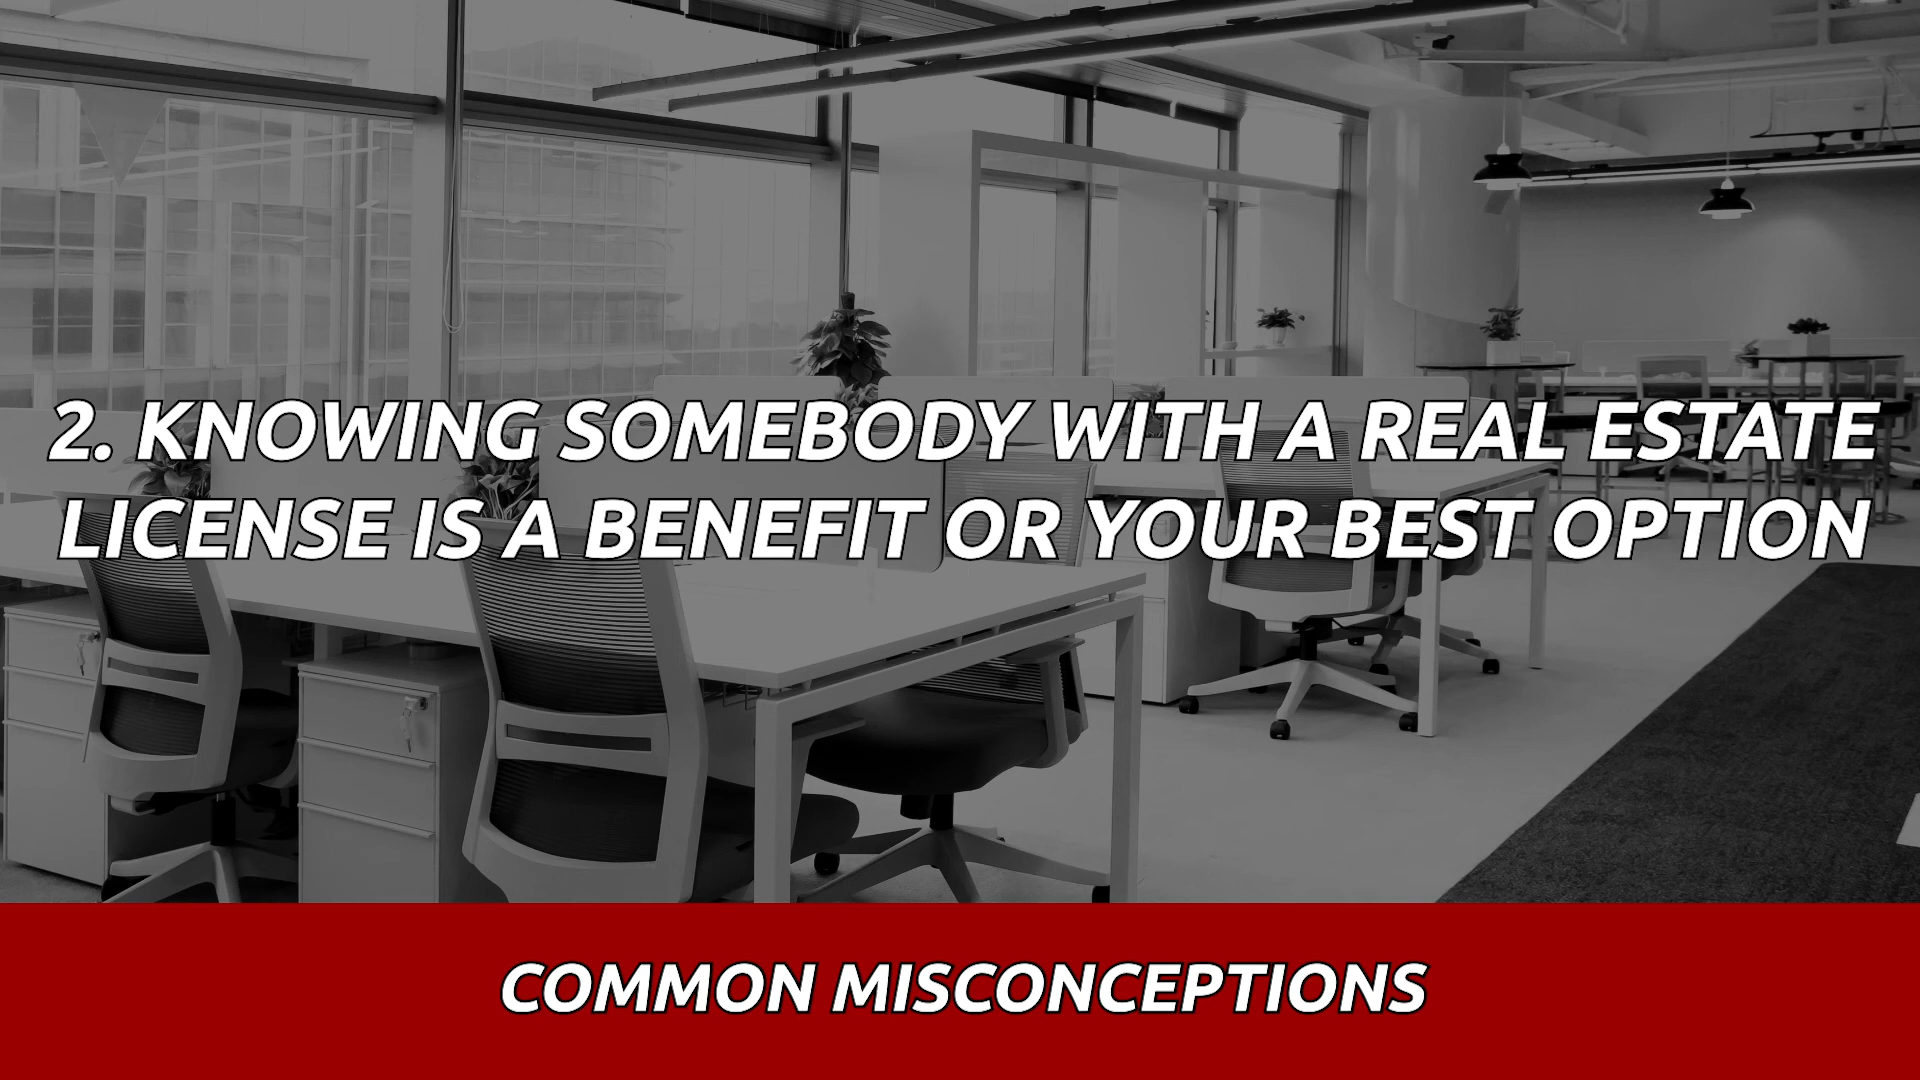 2. KNOWING SOMEBODY WITH A REAL ESTATE
LICENSE IS A BENEFIT OR YOUR BEST OPTION
COMMON MISCONCEPTIONS